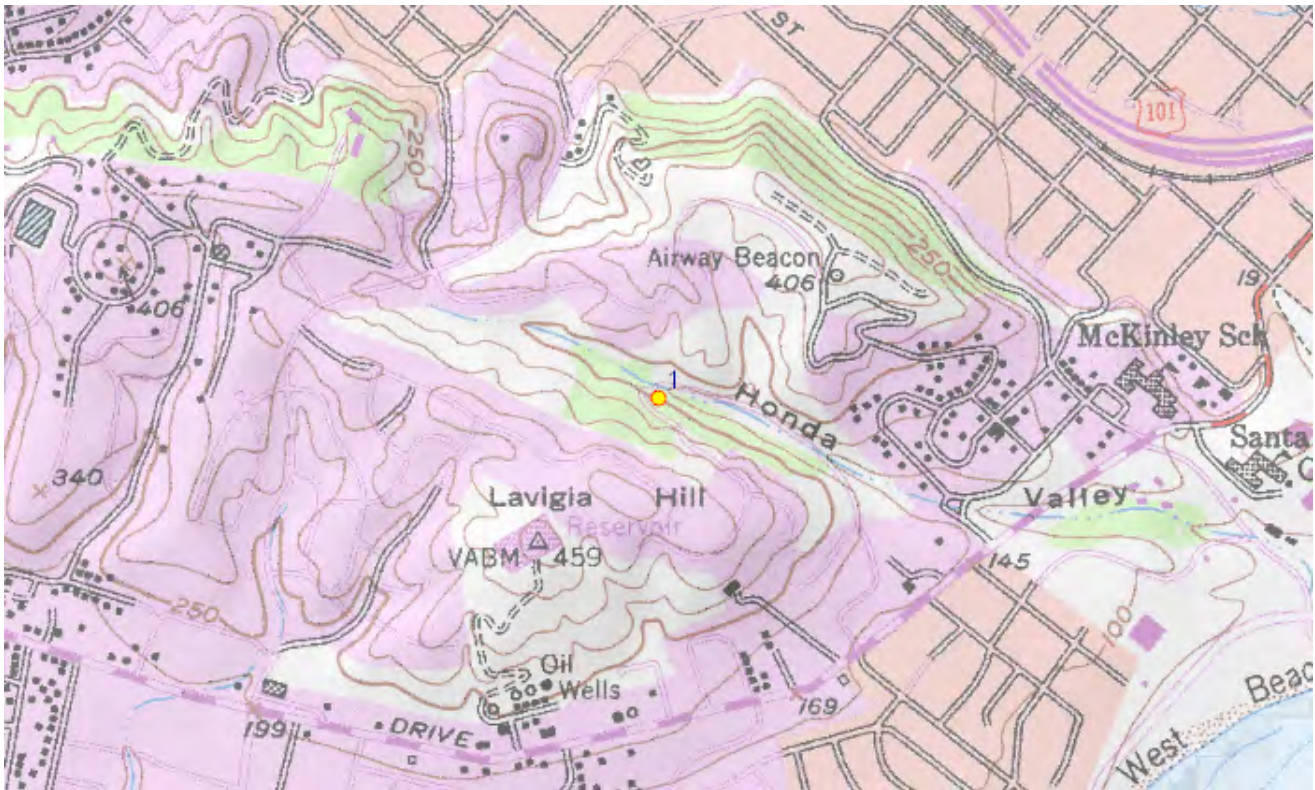 ST
101
250
Airway Beacon
406
250
19
McKinley Sch
406
1
Honda
Santa
C
340
Lavigia Hill
Valley
Reservoir
VABM 459
145
250
100
Oil
Wells
Beac
199
DRIVE
169
West